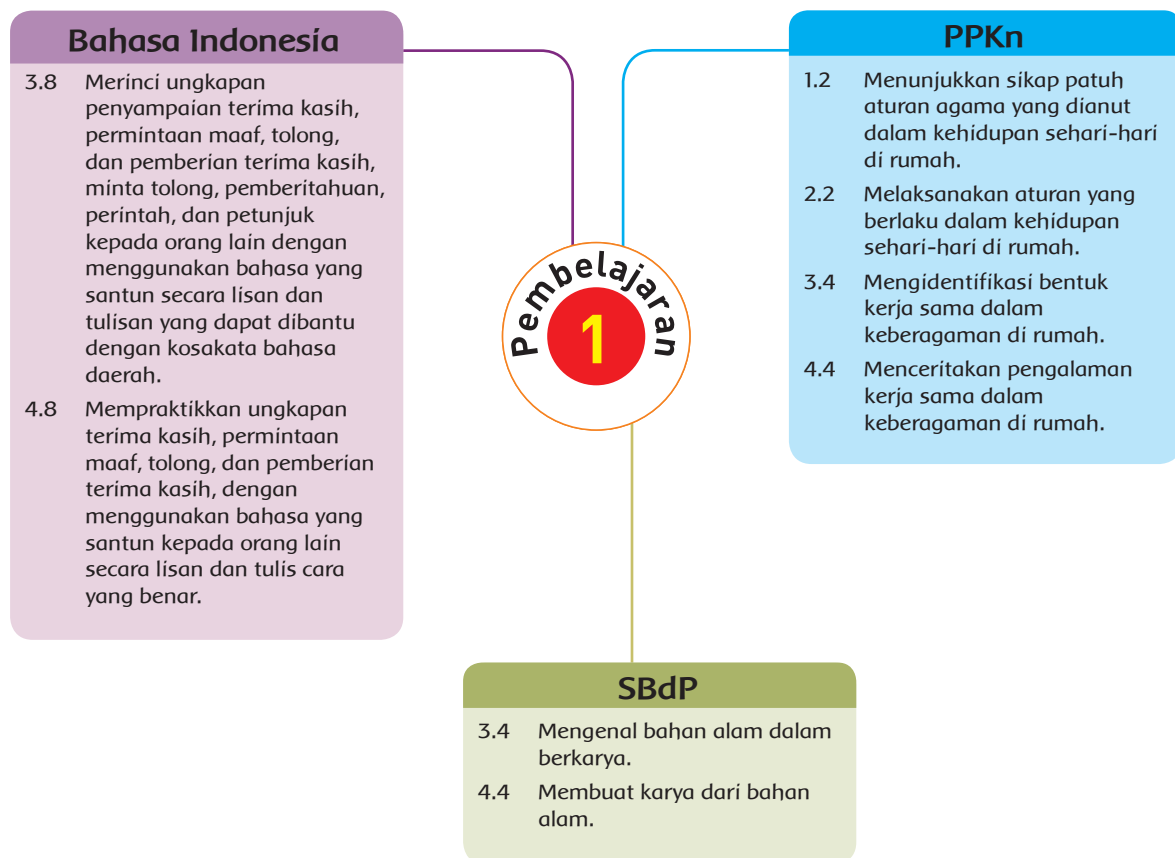 Bahasa Indonesia
3.8 Merinci ungkapan
penyampaian terima kasih,
permintaan maaf, tolong,
dan pemberian terima kasih,
minta tolong, pemberitahuan,
perintah, dan petunjuk
kepada orang lain dengan
menggunakan bahasa yang
santun secara lisan dan
tulisan yang dapat dibantu
dengan kosakata bahasa
daerah.
4.8 Mempraktikkan ungkapan
terima kasih, permintaan
maaf, tolong, dan pemberian
terima kasih, dengan
menggunakan bahasa yang
santun kepada orang lain
secara lisan dan tulis cara
yang benar.
PPKn
1.2 Menunjukkan sikap patuh
aturan agama yang dianut
dalam kehidupan sehari-hari
di rumah.
2.2 Melaksanakan aturan yang
berlaku dalam kehidupan
sehari-hari di rumah.
3.4 Mengidentifikasi bentuk
kerja sama dalam
keberagaman di rumah.
4.4 Menceritakan pengalaman
kerja sama dalam
keberagaman di rumah.
Pembelajaran
1
SBdP
3.4 Mengenal bahan alam dalam
berkarya.
4.4 Membuat karya dari bahan
alam.